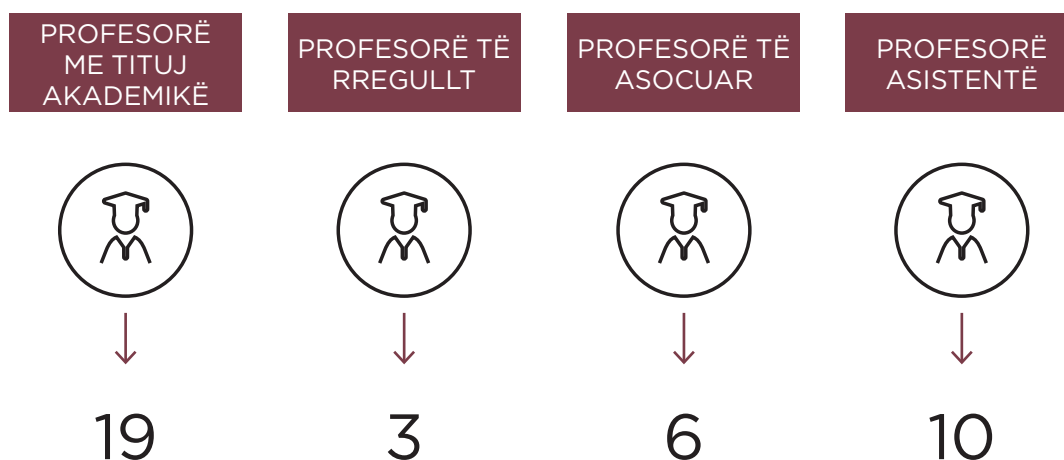 PROFESORË
ME TITUJ
AKADEMIKË
PROFESORË TË
RREGULLT
PROFESORË TË
ASOCUAR
PROFESORË
ASISTENTË
19
3
6
10